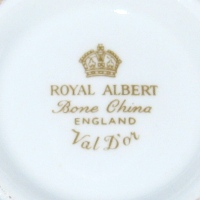 ROYAL ALBERT
Bone China
ENGLAND
Val D'or